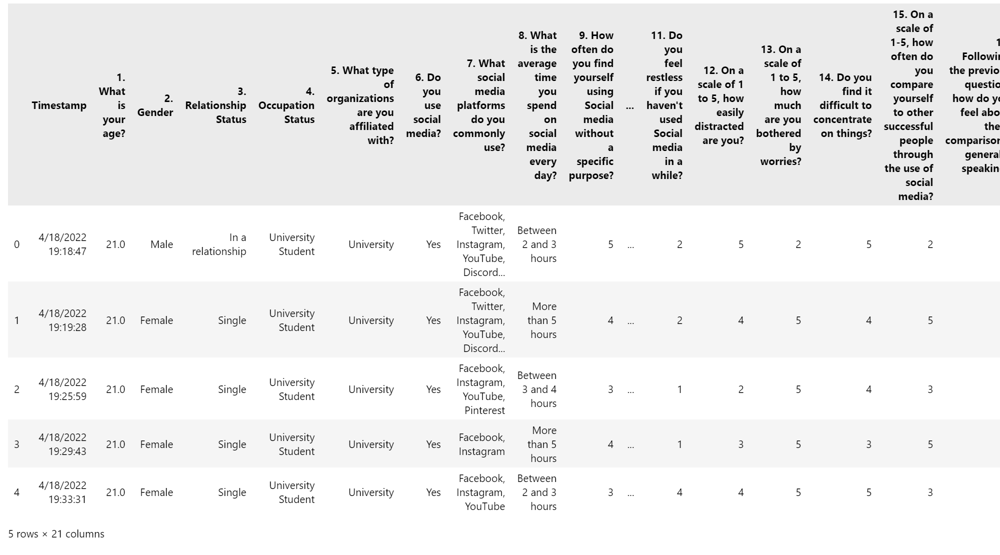 Timestamp
1.
What
is
your
age?
2.
Gender
3.
Relationship
Status
4.
Occupation
Status
5. What type
of
organizations
are you
affiliated
with?
6. Do
you
use
social
media?
7. What
social
media
platforms
do you
commonly
use?
8. What
is the
average
time
you
spend
on
social
media
every
day?
9. How
often do
you find
yourself
using
Social
media
without
a
specific
purpose?
...
11. Do
you
feel
restless
if you
haven't
used
Social
media
in a
while?
12. On a
scale of 1
to 5, how
easily
distracted
are you?
13. On a
scale of
1 to 5,
how
much
are you
bothered
by
worries?
14. Do you
find it
difficult to
concentrate
on things?
15. On a
scale of
1-5, how
often do
you
compare
yourself
to other
successful
people
through
the use of
social
media?
1
Followin
the previo
questio
how do yo
feel abo
the
comparison
general
speakin
0
4/18/2022
19:18:47
21.0
Male
In a
relationship
University
Student
University
Yes
Facebook,
Twitter,
Instagram,
YouTube,
Discord...
Between
2 and 3
hours
5
...
2
5
2
5
2
1
4/18/2022
19:19:28
21.0
Female
Single
University
Student
University
Yes
Facebook,
Twitter,
Instagram,
YouTube,
Discord...
More
than 5
hours
4
...
2
4
5
4
5
2
4/18/2022
19:25:59
21.0
Female
Single
University
Student
University
Yes
Facebook,
Instagram,
YouTube,
Pinterest
Between
3 and 4
hours
3
...
1
2
5
4
3
3
4/18/2022
19:29:43
21.0
Female
Single
University
Student
University
Yes
Facebook,
Instagram
More
than 5
hours
4
...
1
3
5
3
5
4
4/18/2022
19:33:31
21.0
Female
Single
University
Student
University
Yes
Facebook,
Instagram,
YouTube
Between
2 and 3
hours
3
...
4
4
5
5
3
5 rows × 21 columns